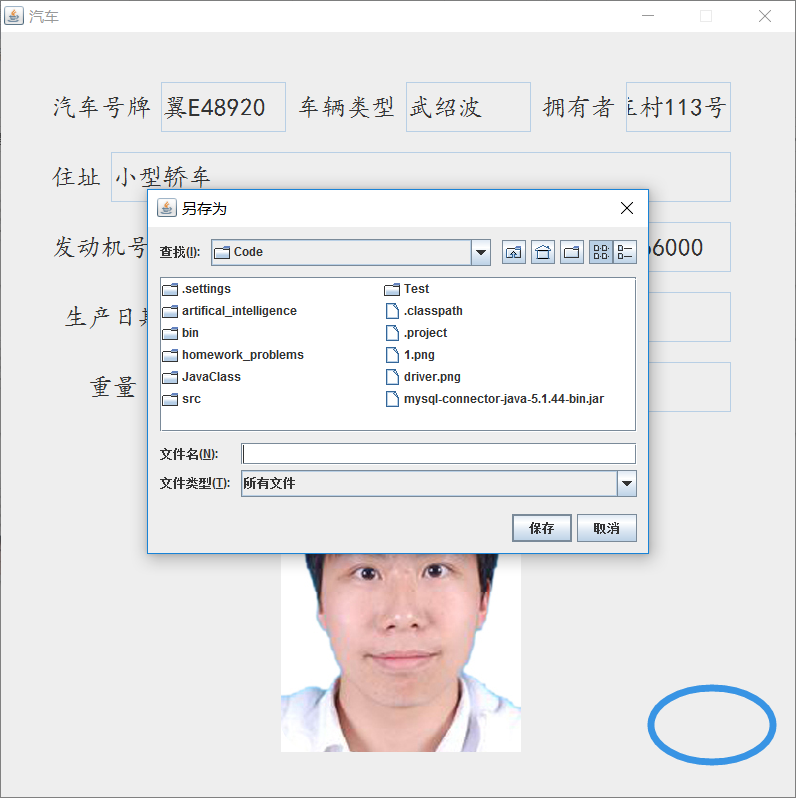 汽车
汽车号牌 翼E48920 车辆类型 武绍波 拥有者 村113号
住址 小型轿车
另存为
发动机号 6000
查找(I): Code
.settings
artifical_intelligence
bin
homework_problems
JavaClass
src
Test
.classpath
.project
1.png
driver.png
mysql-connector-java-5.1.44-bin.jar
生产日
重量
文件名(N):
文件类型(T): 所有文件
保存 取消